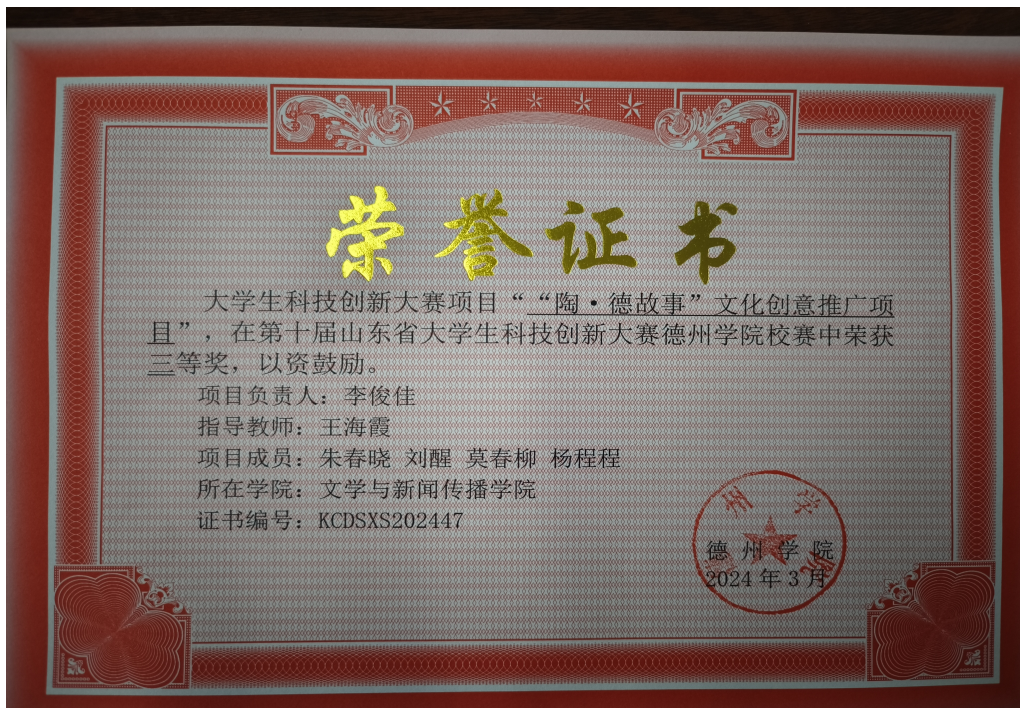 荣誉证书
大学生科技创新大赛项目““陶·德故事”文化创意推广项
目”，在第十届山东省大学生科技创新大赛德州学院校赛中荣获
三等奖，以资鼓励。
项目负责人：李俊佳
指导教师：王海霞
项目成员：朱春晓 刘醒 莫春柳 杨程程
所在学院：文学与新闻传播学院
证书编号：KCDSXS202447
德州学院
德州学院
2024年3月